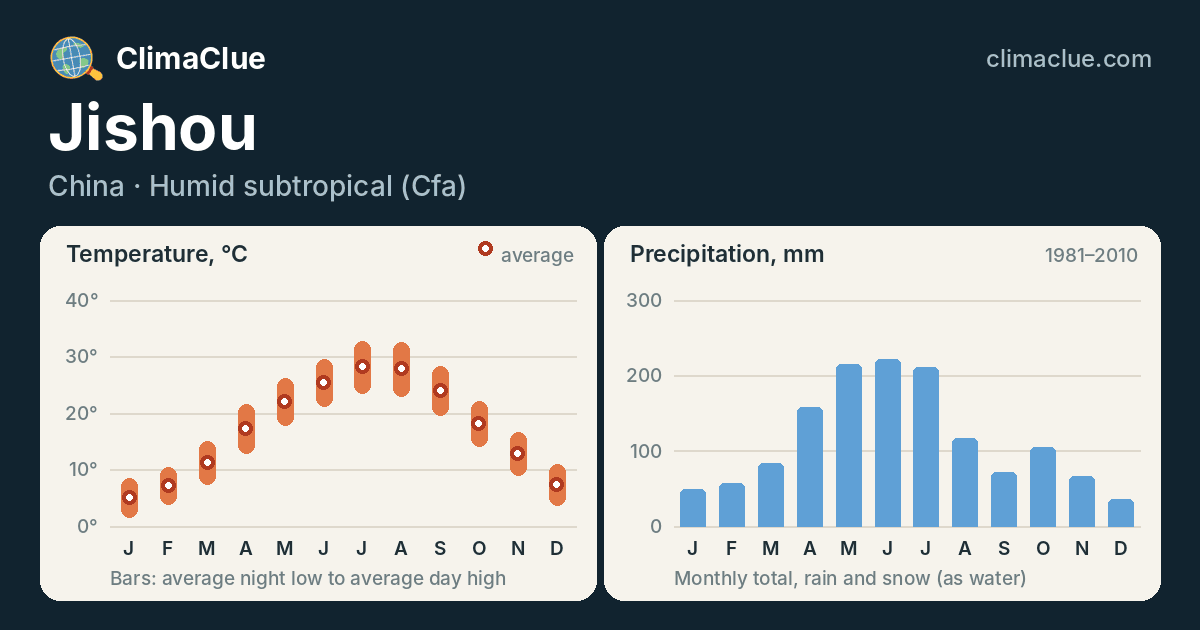 ClimaClue
climaclue.com
Jishou
China · Humid subtropical (Cfa)
Temperature, °C
average
40°
30°
20°
10°
0°
J F M A M J J A S O N D
Bars: average night low to average day high
Precipitation, mm
1981–2010
300
200
100
0
J F M A M J J A S O N D
Monthly total, rain and snow (as water)